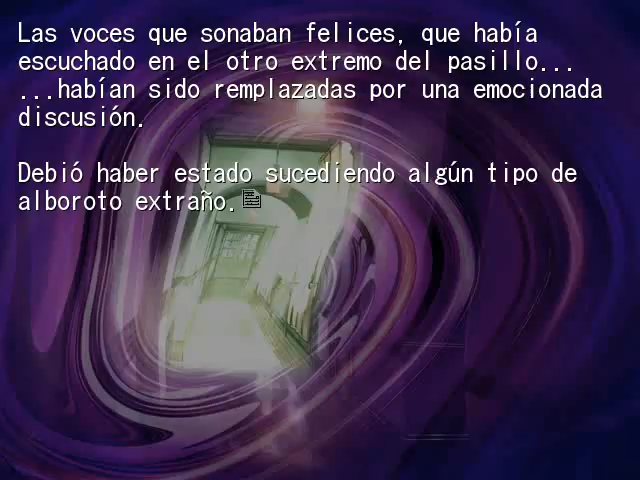 Las voces que sonaban felices, que había
escuchado en el otro extremo del pasillo...
...habían sido remplazadas por una emocionada
discusión.
Debió haber estado sucediendo algún tipo de
alboroto extraño.